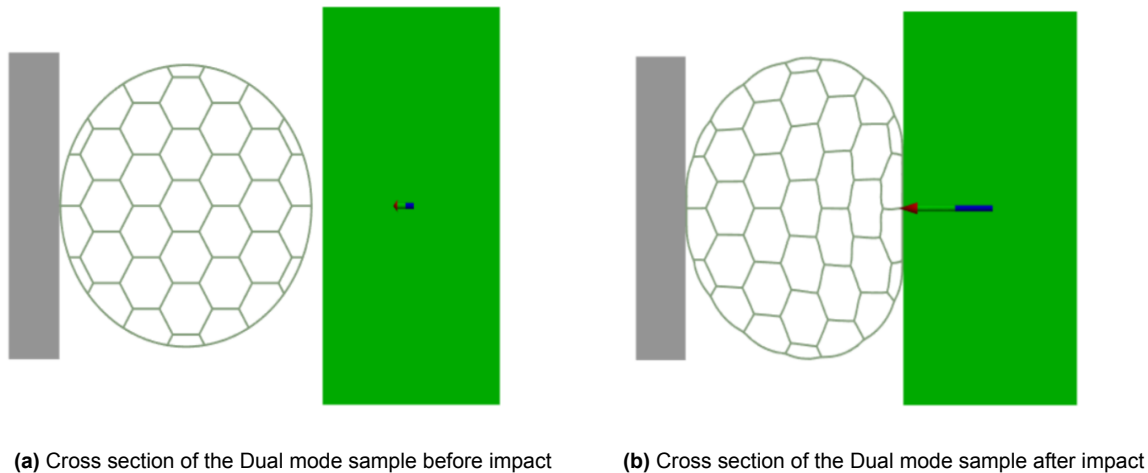 (a) Cross section of the Dual mode sample before impact
(b) Cross section of the Dual mode sample after impact